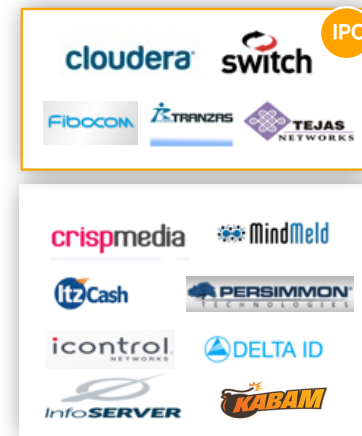 IPO
cloudera
switch
Fibocom
TRANZAS
TEJAS
NETWORKS
crispmedia
MindMeld
ItzCash
PERSIMMON
TECHNOLOGIES
icontrol
NETWORKS
DELTA ID
InfoSERVER
KABAM